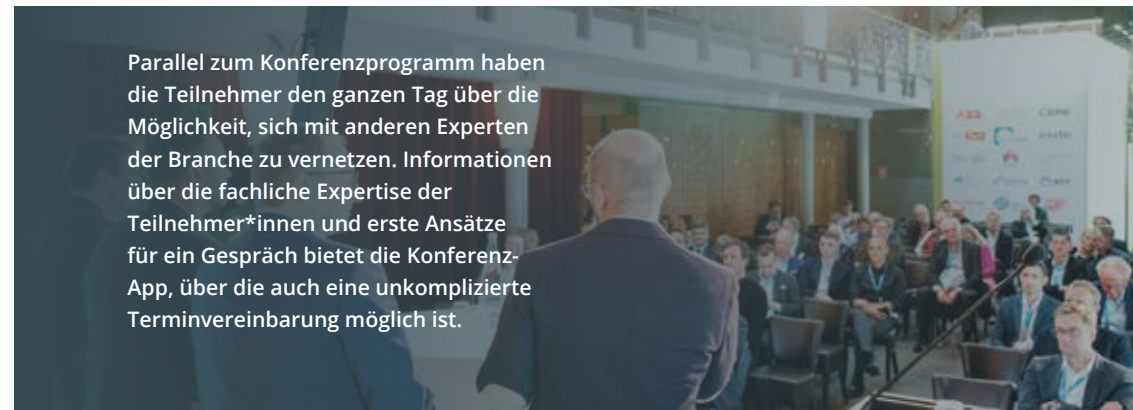 Parallel zum Konferenzprogramm haben
die Teilnehmer den ganzen Tag über die
Möglichkeit, sich mit anderen Experten
der Branche zu vernetzen. Informationen
über die fachliche Expertise der
Teilnehmer*innen und erste Ansätze
für ein Gespräch bietet die Konferenz-
App, über die auch eine unkomplizierte
Terminvereinbarung möglich ist.
ABB